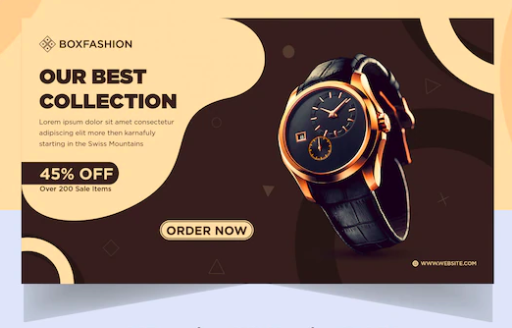 BOXFASHION
OUR BEST
COLLECTION
Lorem ipsum dolor sit amet consectetur
adipiscing elit more then karnafuly
starting in the Swiss Mountains
45% OFF
Over 200 Sale Items
ORDER NOW
WWW.WEBSITE.COM